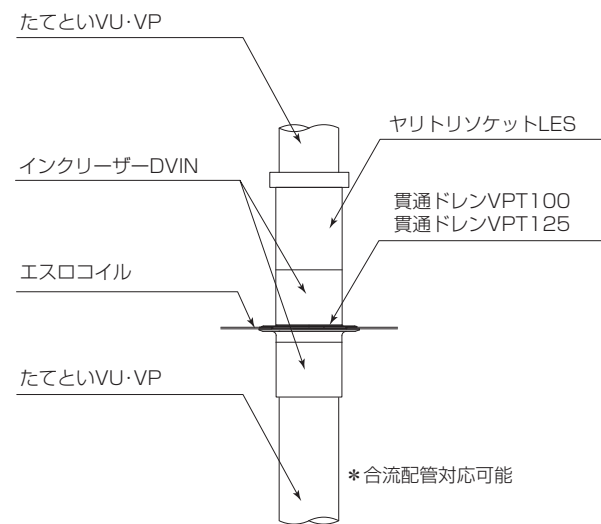 たてといVU・VP
ヤリトリソケットLES
インクリーザーDVIN
貫通ドレンVPT100
貫通ドレンVPT125
エスロコイル
たてといVU・VP
＊合流配管対応可能